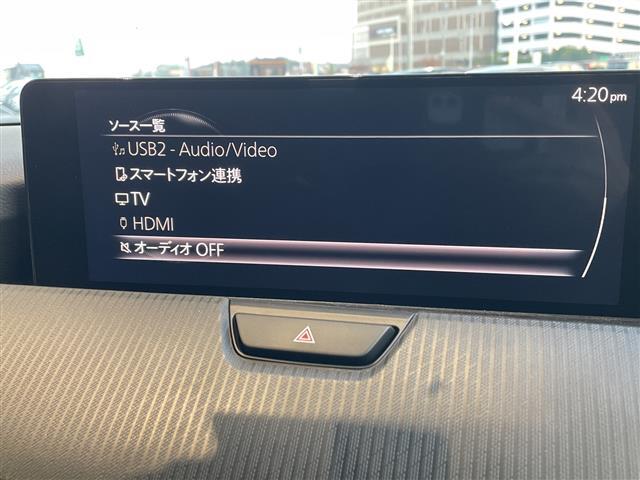 4:20pm
ソース一覧
USB2 - Audio/Video
スマートフォン連携
TV
HDMI
オーディオ OFF